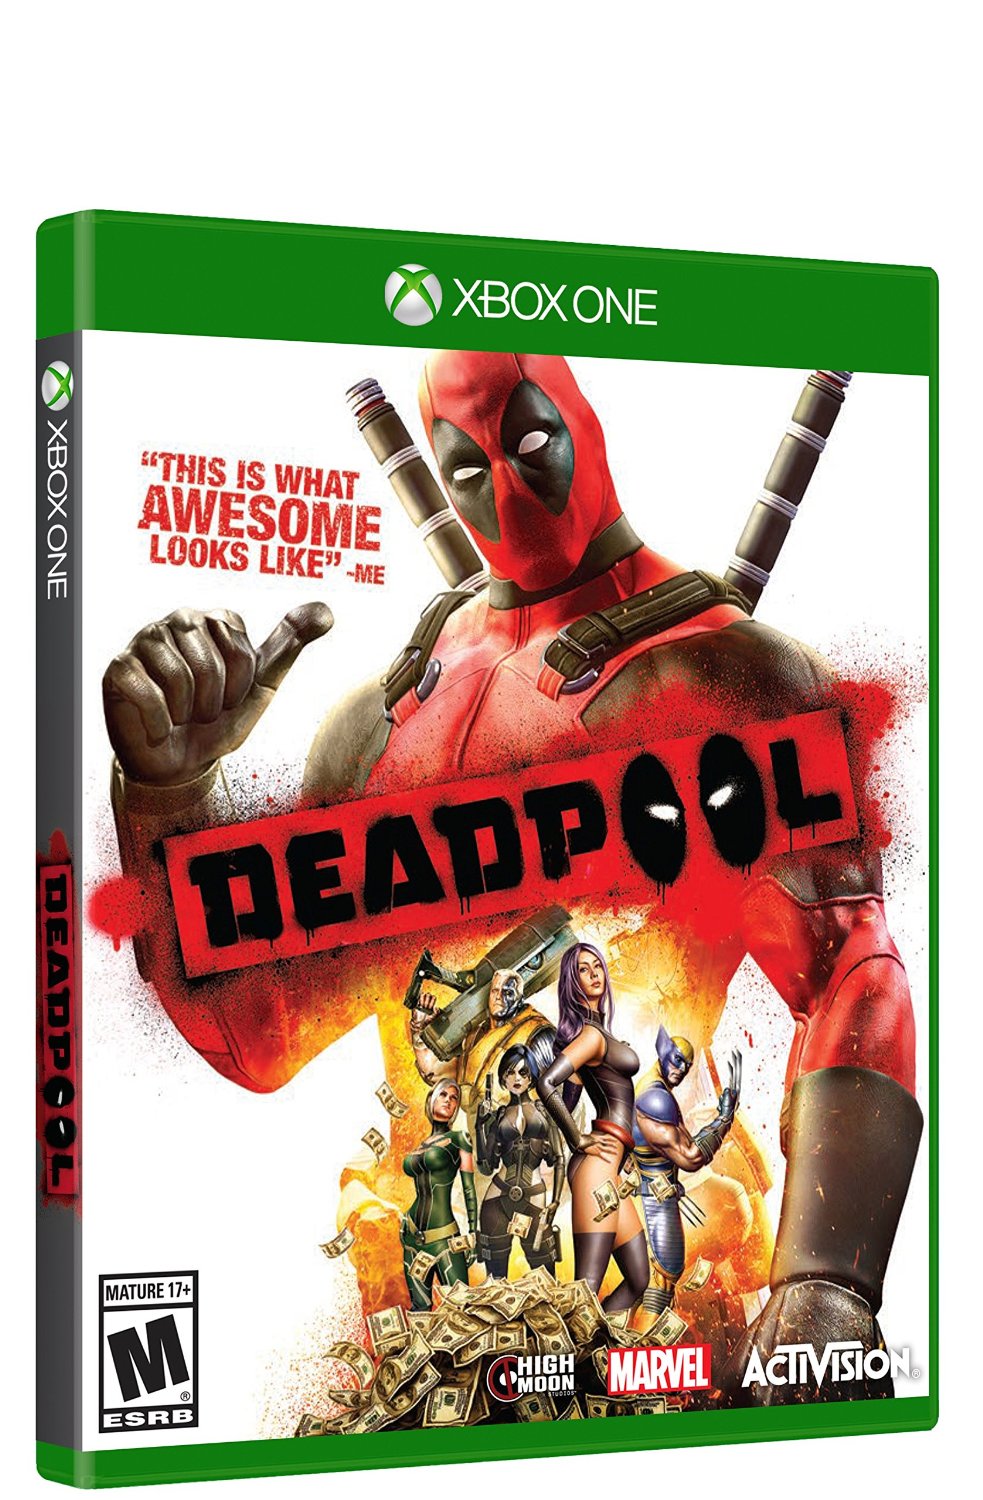 XBOX ONE
XBOX ONE
“THIS IS WHAT
AWESOME
LOOKS LIKE” ~ME
DEADPOOL
DEADPOOL
MATURE 17+
M
®
ESRB
HIGH
MOON
STUDIOS
MARVEL
ACTIVISION®